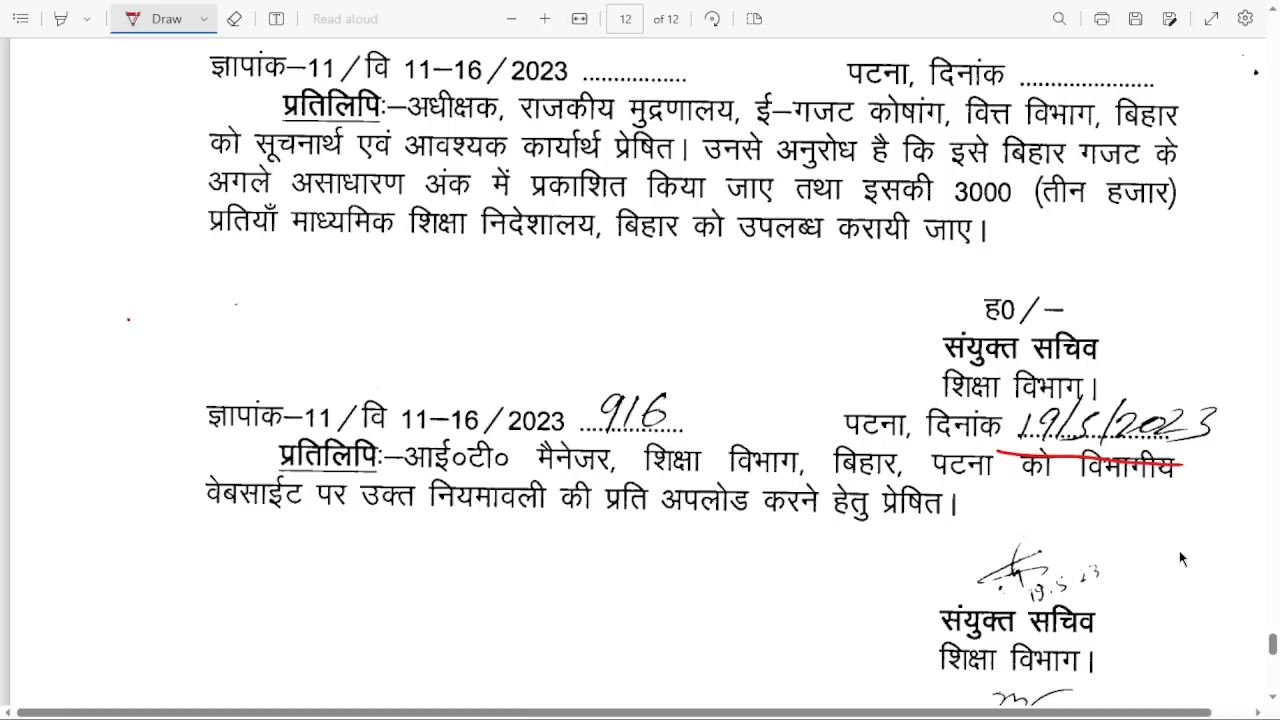 Draw
Read aloud
12 of 12
ज्ञापांक–11/वि 11–16/2023 ................. पटना, दिनांक ......................
प्रतिलिपिः–अधीक्षक, राजकीय मुद्रणालय, ई–गजट कोषांग, वित्त विभाग, बिहार
को सूचनार्थ एवं आवश्यक कार्यार्थ प्रेषित। उनसे अनुरोध है कि इसे बिहार गजट के
अगले असाधारण अंक में प्रकाशित किया जाए तथा इसकी 3000 (तीन हजार)
प्रतियाँ माध्यमिक शिक्षा निदेशालय, बिहार को उपलब्ध करायी जाए।
ह0/–
संयुक्त सचिव
शिक्षा विभाग।
ज्ञापांक–11/वि 11–16/2023 916 पटना, दिनांक 19/5/2023
प्रतिलिपिः–आई०टी० मैनेजर, शिक्षा विभाग, बिहार, पटना को विभागीय
वेबसाईट पर उक्त नियमावली की प्रति अपलोड करने हेतु प्रेषित।
19.5.23
संयुक्त सचिव
शिक्षा विभाग।